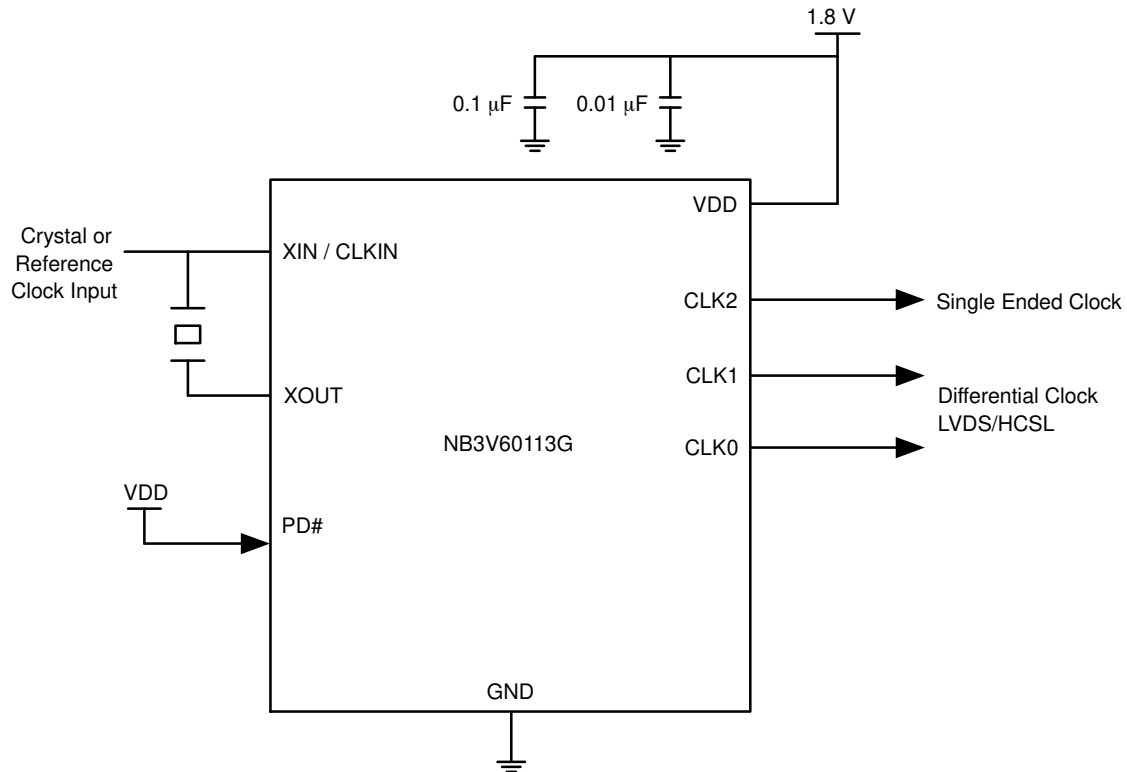 1.8 V
0.1 μF
0.01 μF
VDD
Crystal or
Reference
Clock Input
XIN / CLKIN
CLK2
Single Ended Clock
CLK1
XOUT
Differential Clock
LVDS/HCSL
NB3V60113G
CLK0
VDD
PD#
GND